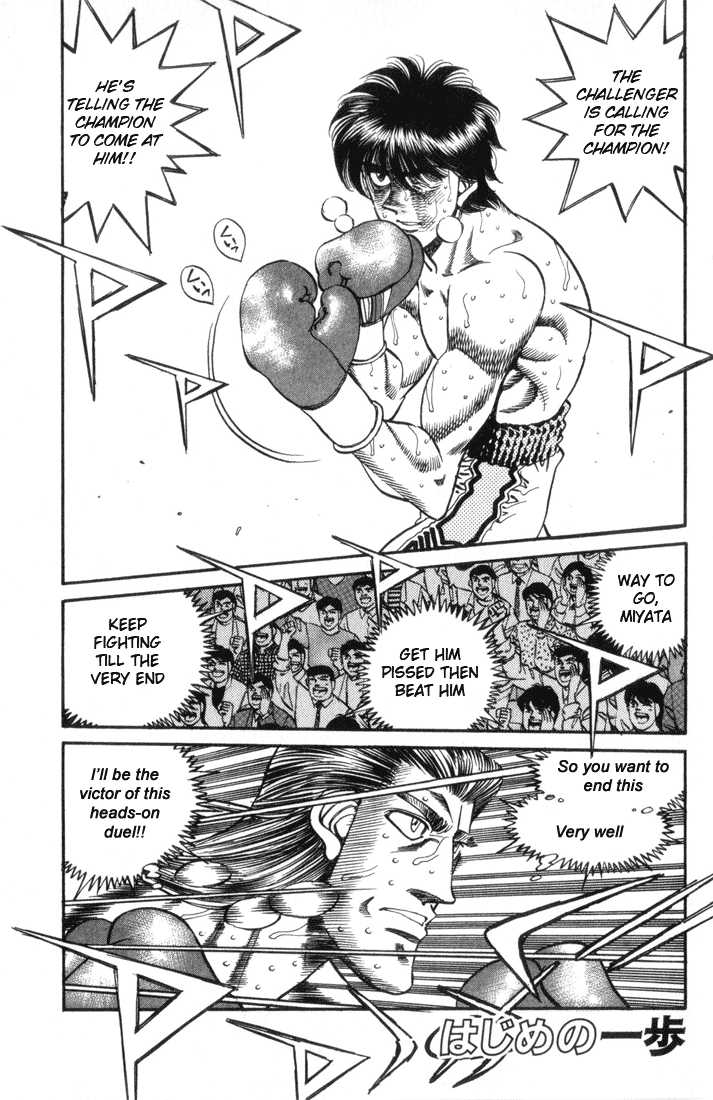 HE'S
TELLING THE
CHAMPION
TO COME AT
HIM!!
THE
CHALLENGER
IS CALLING
FOR THE
CHAMPION!
KEEP
FIGHTING
TILL THE
VERY END
GET HIM
PISSED THEN
BEAT HIM
WAY TO
GO,
MIYATA
I'll be the
victor of this
heads-on
duel!!
So you want to
end this
Very well
はじめの一歩